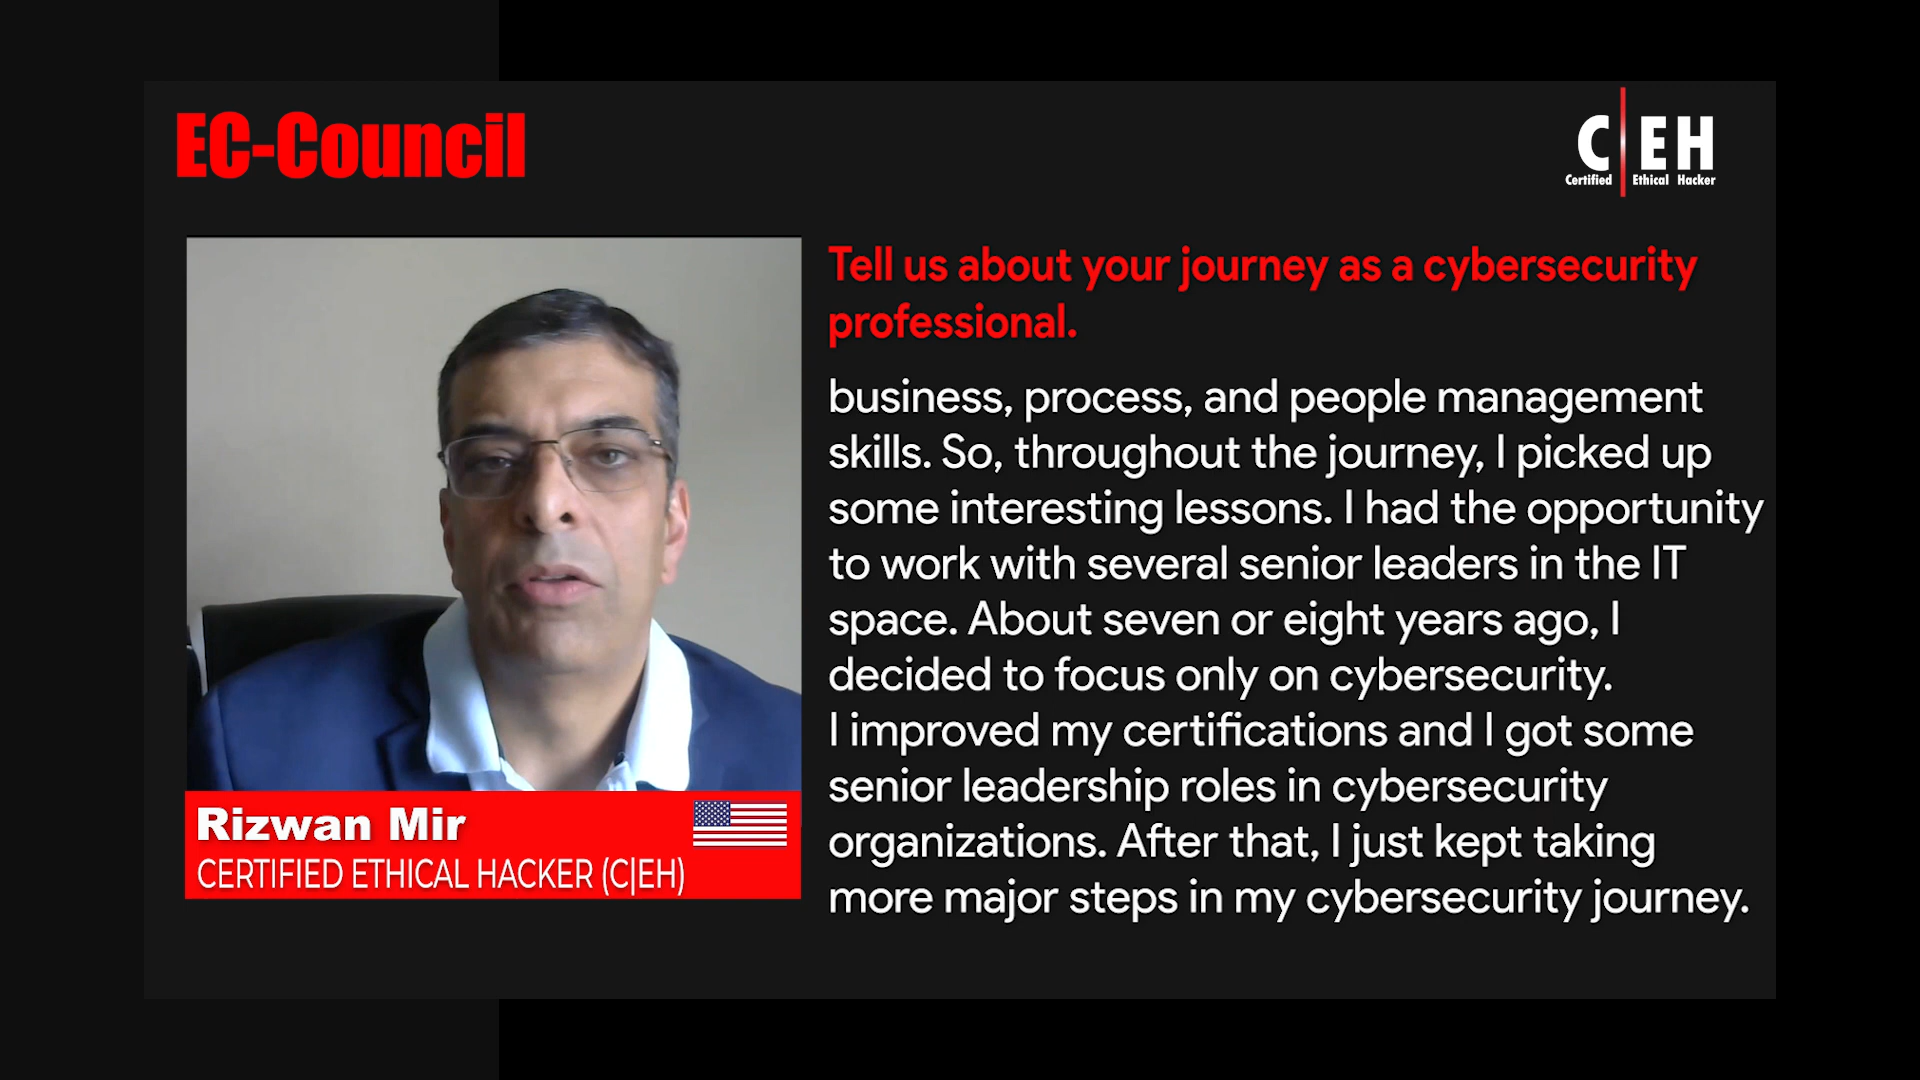 EC-Council
C|EH
Certified Ethical Hacker
Tell us about your journey as a cybersecurity
professional.
business, process, and people management
skills. So, throughout the journey, I picked up
some interesting lessons. I had the opportunity
to work with several senior leaders in the IT
space. About seven or eight years ago, I
decided to focus only on cybersecurity.
I improved my certifications and I got some
senior leadership roles in cybersecurity
organizations. After that, I just kept taking
more major steps in my cybersecurity journey.
Rizwan Mir
CERTIFIED ETHICAL HACKER (C|EH)